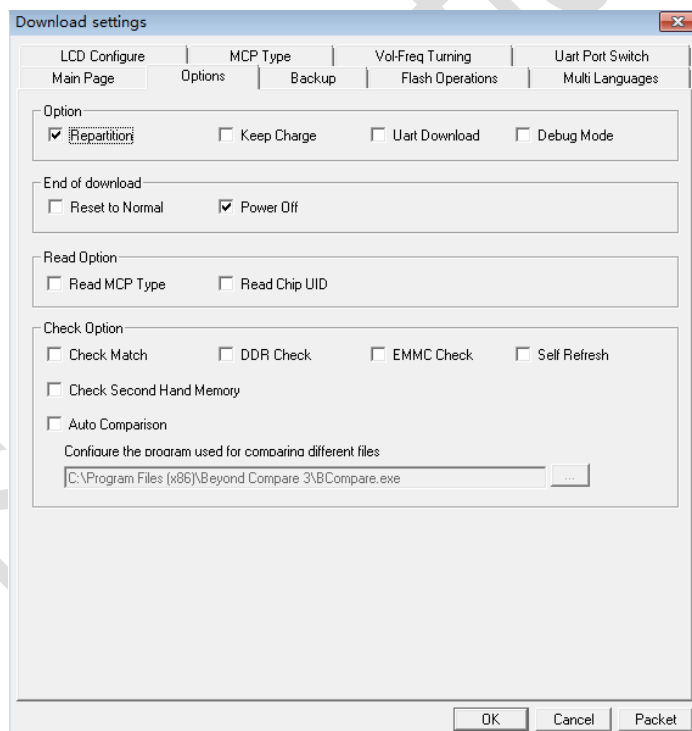 Download settings
LCD Configure MCP Type Vol-Freq Turning Uart Port Switch
Main Page Options Backup Flash Operations Multi Languages
Option
Repartition Keep Charge Uart Download Debug Mode
End of download
Reset to Normal Power Off
Read Option
Read MCP Type Read Chip UID
Check Option
Check Match DDR Check EMMC Check Self Refresh
Check Second Hand Memory
Auto Comparison
Configure the program used for comparing different files
C:\Program Files (x86)\Beyond Compare 3\BCompare.exe ...
OK Cancel Packet